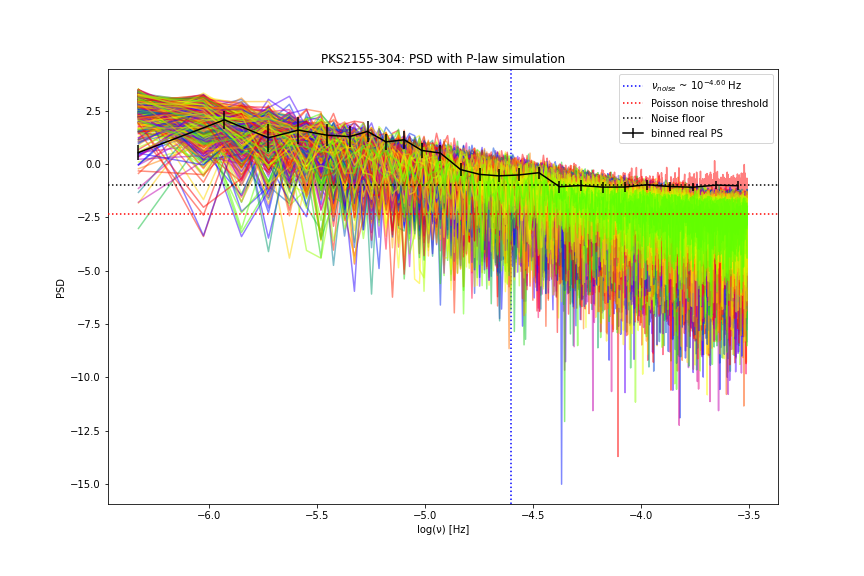 PKS2155-304: PSD with P-law simulation
ν_noise ~ 10^−4.60 Hz
Poisson noise threshold
Noise floor
binned real PS
PSD
2.5
0.0
−2.5
−5.0
−7.5
−10.0
−12.5
−15.0
−6.0 −5.5 −5.0 −4.5 −4.0 −3.5
log(ν) [Hz]